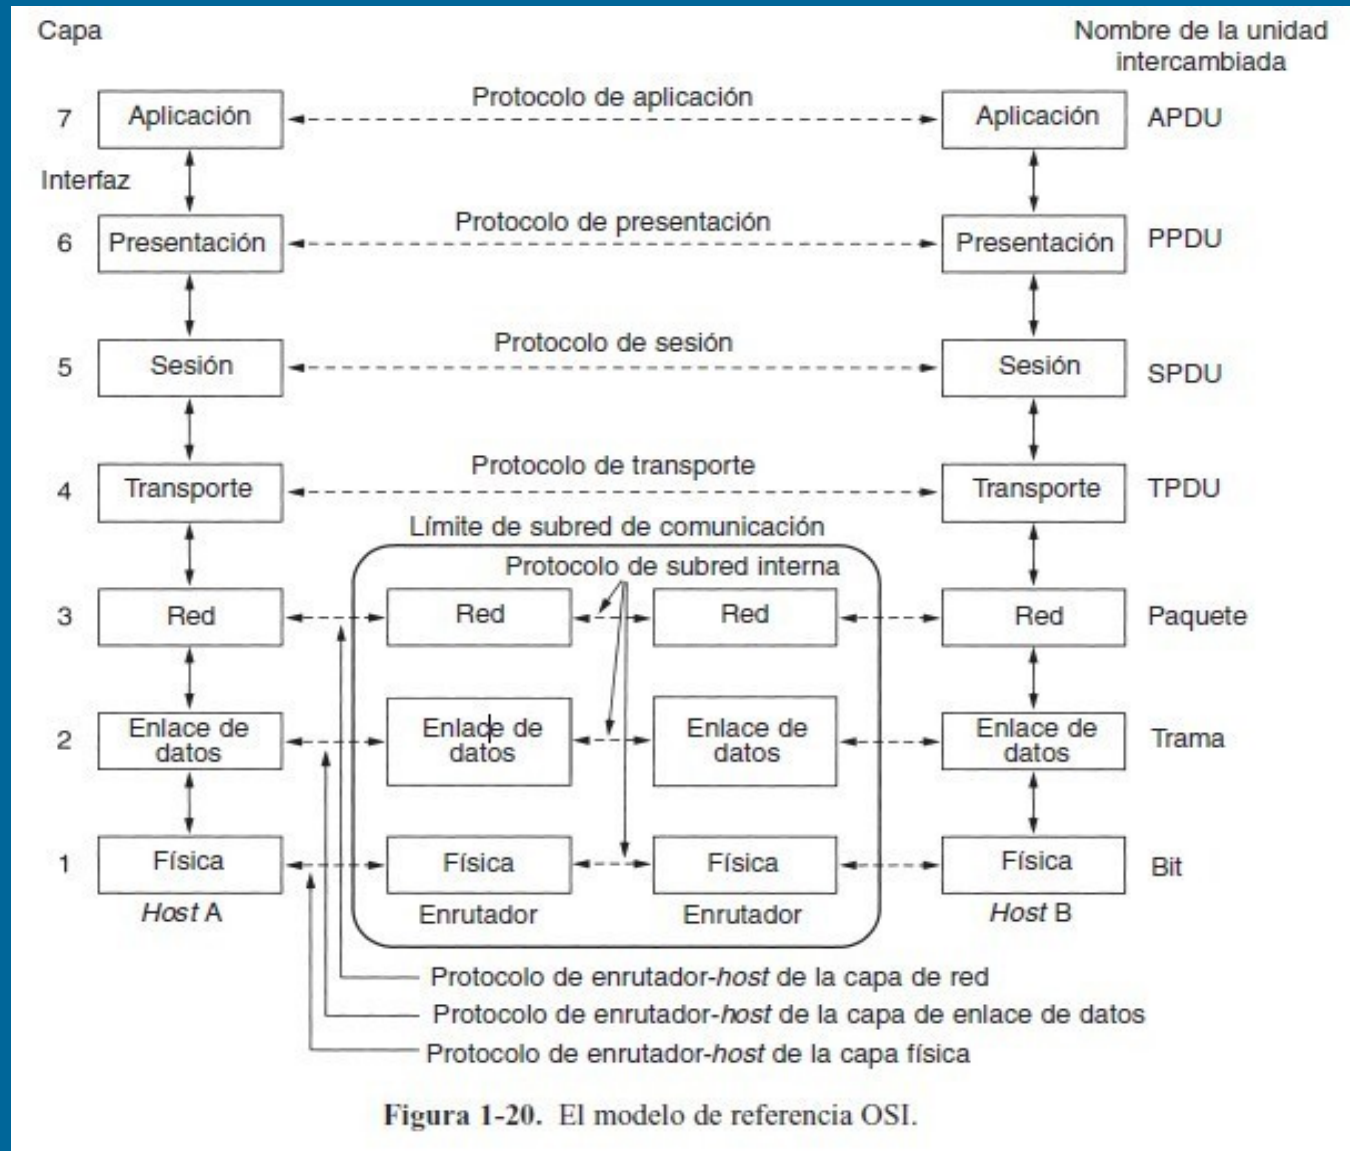 Capa
Nombre de la unidad
intercambiada
7
Aplicación
Protocolo de aplicación
Aplicación
APDU
Interfaz
6
Presentación
Protocolo de presentación
Presentación
PPDU
5
Sesión
Protocolo de sesión
Sesión
SPDU
4
Transporte
Protocolo de transporte
Transporte
TPDU
Límite de subred de comunicación
Protocolo de subred interna
3
Red
Red
Red
Red
Paquete
2
Enlace de
datos
Enlace de
datos
Enlace de
datos
Enlace de
datos
Trama
1
Física
Física
Física
Física
Bit
Host A
Enrutador
Enrutador
Host B
Protocolo de enrutador-host de la capa de red
Protocolo de enrutador-host de la capa de enlace de datos
Protocolo de enrutador-host de la capa física
Figura 1-20. El modelo de referencia OSI.